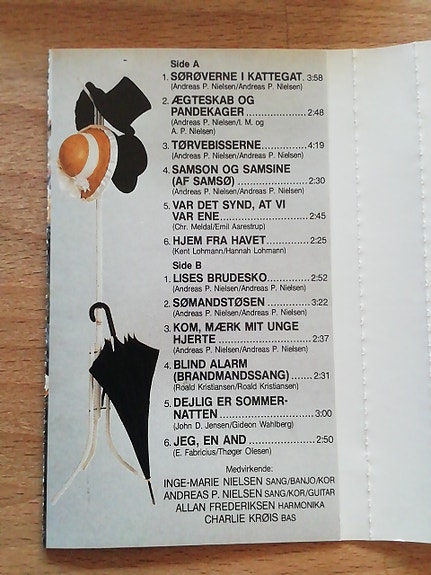 Side A
1. SØRØVERNE I KATTEGAT. 3:58
(Andreas P. Nielsen/Andreas P. Nielsen)
2. ÆGTESKAB OG
PANDEKAGER ............ 2:48
(Andreas P. Nielsen/I. M. og
A. P. Nielsen)
3. TØRVEBISSERNE ............ 4:19
(Andreas P. Nielsen/Andreas P. Nielsen)
4. SAMSON OG SAMSINE
(AF SAMSØ) ............ 2:30
(Andreas P. Nielsen/Andreas P. Nielsen)
5. VAR DET SYND, AT VI
VAR ENE ............ 2:45
(Chr. Meldal/Emil Aarestrup)
6. HJEM FRA HAVET ............ 2:25
(Kent Lohmann/Hannah Lohmann)
Side B
1. LISES BRUDESKO ............ 2:52
(Andreas P. Nielsen/Andreas P. Nielsen)
2. SØMANDSTØSEN ............ 3:22
(Andreas P. Nielsen/Andreas P. Nielsen)
3. KOM, MÆRK MIT UNGE
HJERTE ............ 2:37
(Andreas P. Nielsen/Andreas P. Nielsen)
4. BLIND ALARM
(BRANDMANDSSANG) ....... 2:31
(Roald Kristiansen/Roald Kristiansen)
5. DEJLIG ER SOMMER-
NATTEN ............ 3:00
(John D. Jensen/Gideon Wahlberg)
6. JEG, EN AND ............ 2:50
(E. Fabricius/Thøger Olesen)
Medvirkende:
INGE-MARIE NIELSEN SANG/BANJO/KOR
ANDREAS P. NIELSEN SANG/KOR/GUITAR
ALLAN FREDERIKSEN HARMONIKA
CHARLIE KRØIS BAS